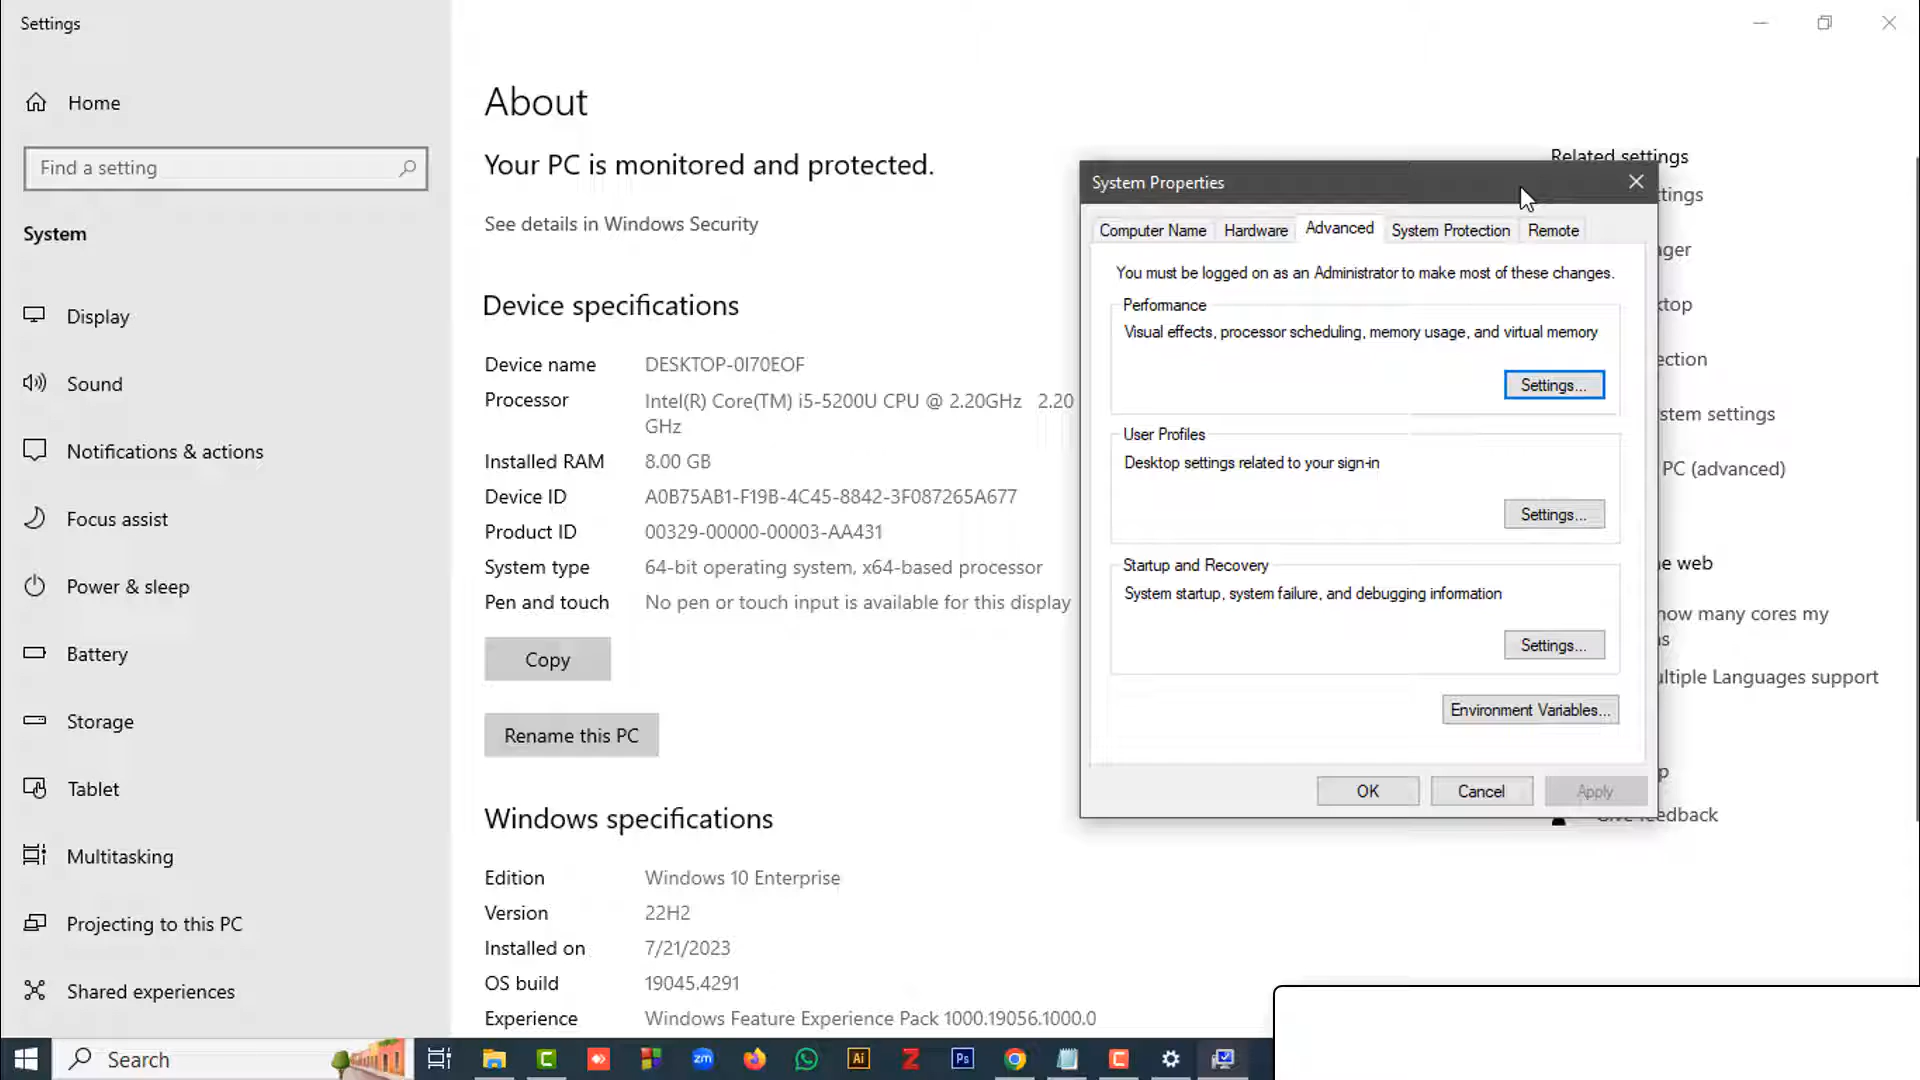 Settings
Home
Find a setting
System
Display
Sound
Notifications & actions
Focus assist
Power & sleep
Battery
Storage
Tablet
Multitasking
Projecting to this PC
Shared experiences
About
Your PC is monitored and protected.
See details in Windows Security
Device specifications
Device name DESKTOP-0I70EOF
Processor Intel(R) Core(TM) i5-5200U CPU @ 2.20GHz 2.20
GHz
Installed RAM 8.00 GB
Device ID A0B75AB1-F19B-4C45-8842-3F087265A677
Product ID 00329-00000-00003-AA431
System type 64-bit operating system, x64-based processor
Pen and touch No pen or touch input is available for this display
Copy
Rename this PC
Windows specifications
Edition Windows 10 Enterprise
Version 22H2
Installed on 7/21/2023
OS build 19045.4291
Experience Windows Feature Experience Pack 1000.19056.1000.0
System Properties
Computer Name Hardware Advanced System Protection Remote
You must be logged on as an Administrator to make most of these changes.
Performance
Visual effects, processor scheduling, memory usage, and virtual memory
Settings...
User Profiles
Desktop settings related to your sign-in
Settings...
Startup and Recovery
System startup, system failure, and debugging information
Settings...
Environment Variables...
OK Cancel Apply
Related settings
PC (advanced)
settings
web
how many cores my
Languages support
feedback
Search
zm
Ai
Z
Ps
C
C